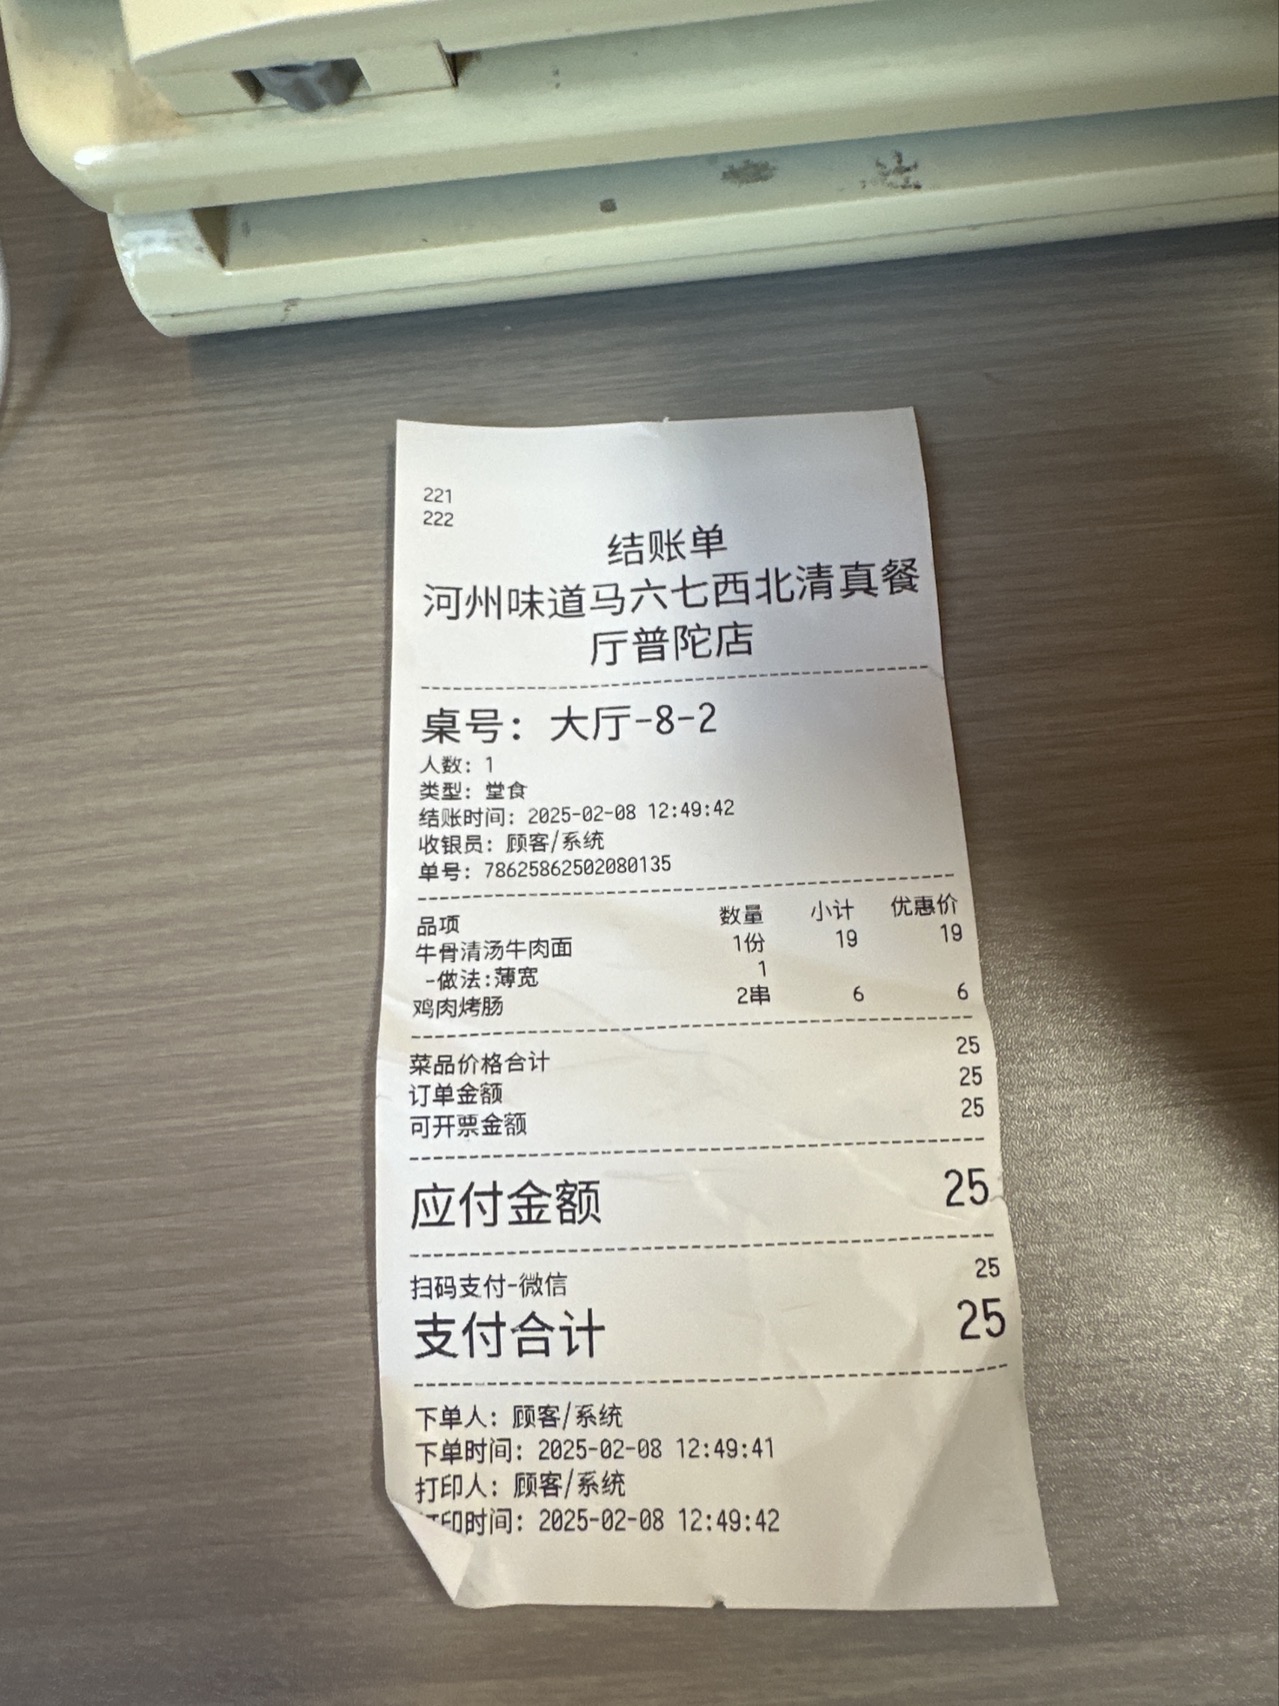 221
222
结账单
河州味道马六七西北清真餐
厅普陀店
桌号: 大厅-8-2
人数: 1
类型: 堂食
结账时间: 2025-02-08 12:49:42
收银员: 顾客/系统
单号: 78625862502080135
品项 数量 小计 优惠价
牛骨清汤牛肉面 1份 19 19
-做法:薄宽 1
鸡肉烤肠 2串 6 6
菜品价格合计 25
订单金额 25
可开票金额 25
应付金额 25
扫码支付-微信 25
支付合计 25
下单人: 顾客/系统
下单时间: 2025-02-08 12:49:41
打印人: 顾客/系统
打印时间: 2025-02-08 12:49:42